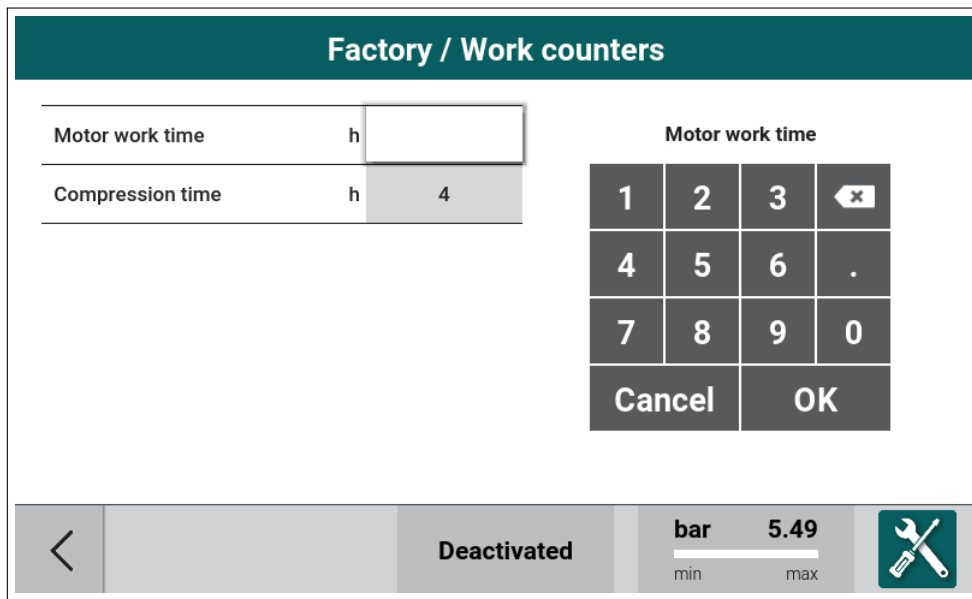 Factory / Work counters
Motor work time h
Compression time h 4
Motor work time
1 2 3
4 5 6 .
7 8 9 0
Cancel OK
Deactivated
bar 5.49
min max